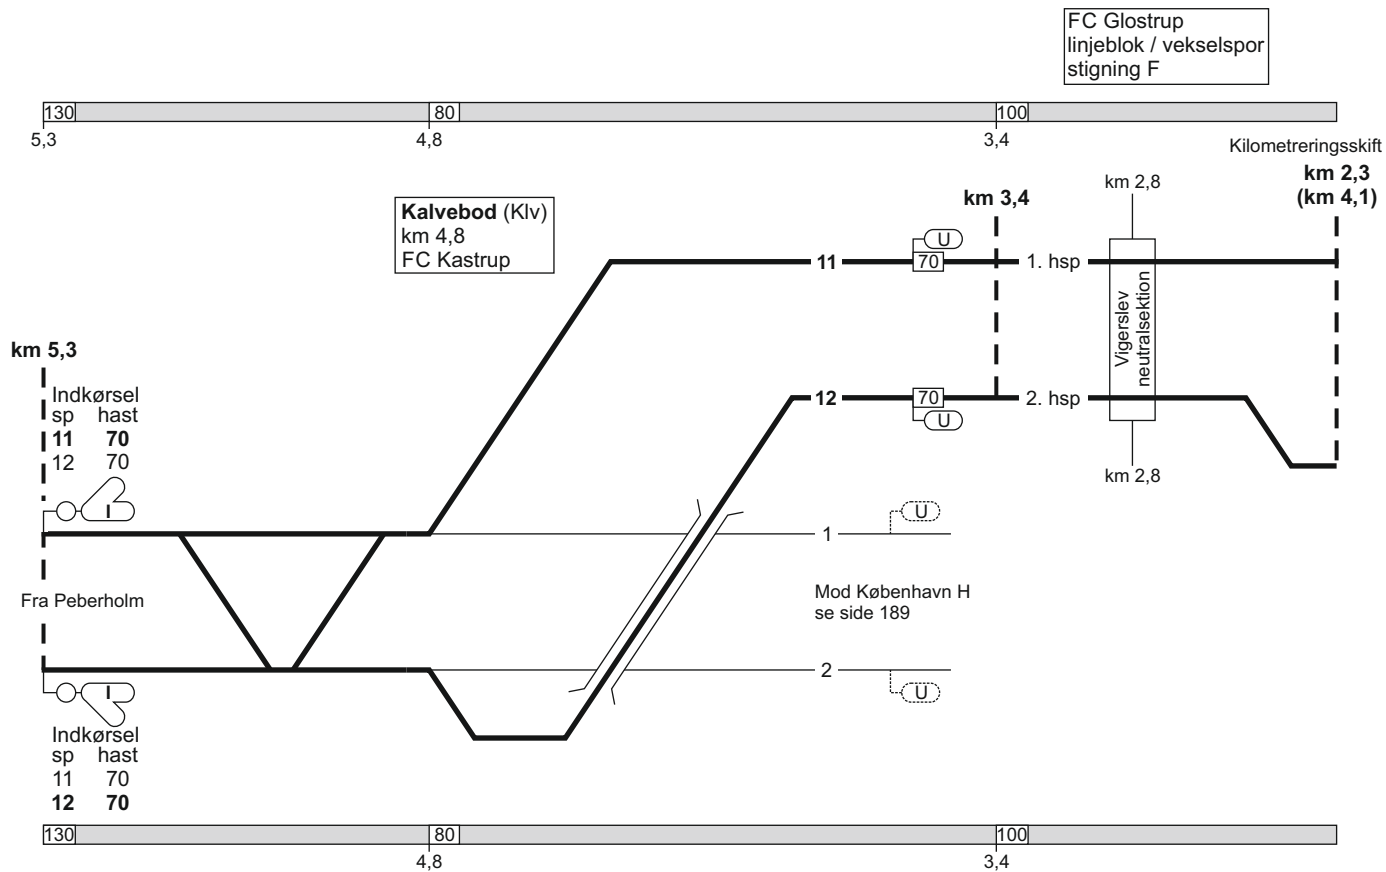 FC Glostrup
linjeblok / vekselspor
stigning F
130
80
100
5,3
4,8
3,4
Kilometreringsskift
km 2,3
(km 4,1)
km 2,8
km 3,4
Kalvebod (Klv)
km 4,8
FC Kastrup
U
11
70
1. hsp
Vigerslev
neutralsektion
km 5,3
Indkørsel
sp hast
11 70
12 70
12
70
2. hsp
U
km 2,8
I
U
1
Fra Peberholm
Mod København H
se side 189
2
I
U
Indkørsel
sp hast
11 70
12 70
130
80
100
4,8
3,4